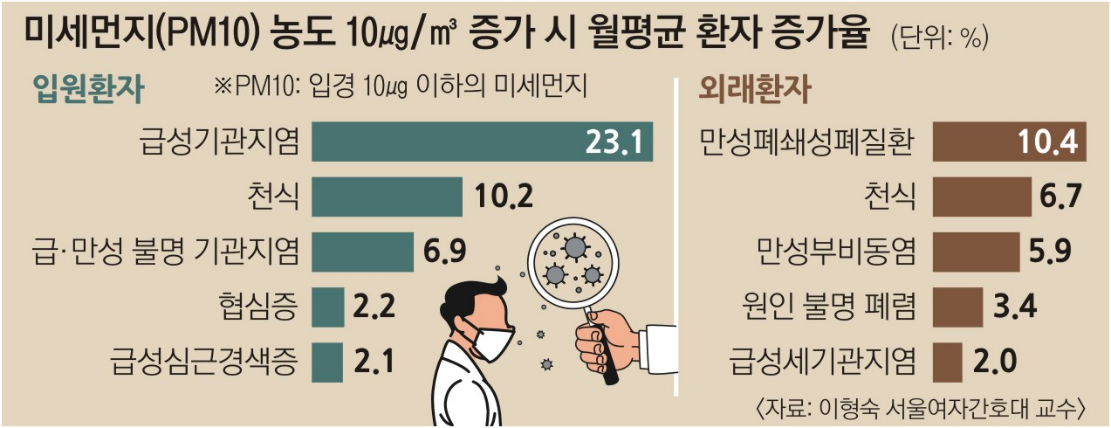 미세먼지(PM10) 농도 10㎍/㎥ 증가 시 월평균 환자 증가율 (단위: %)
입원환자 ※PM10: 입경 10㎍ 이하의 미세먼지
급성기관지염 23.1
천식 10.2
급·만성 불명 기관지염 6.9
협심증 2.2
급성심근경색증 2.1
외래환자
만성폐쇄성폐질환 10.4
천식 6.7
만성부비동염 5.9
원인 불명 폐렴 3.4
급성세기관지염 2.0
〈자료: 이형숙 서울여자간호대 교수〉